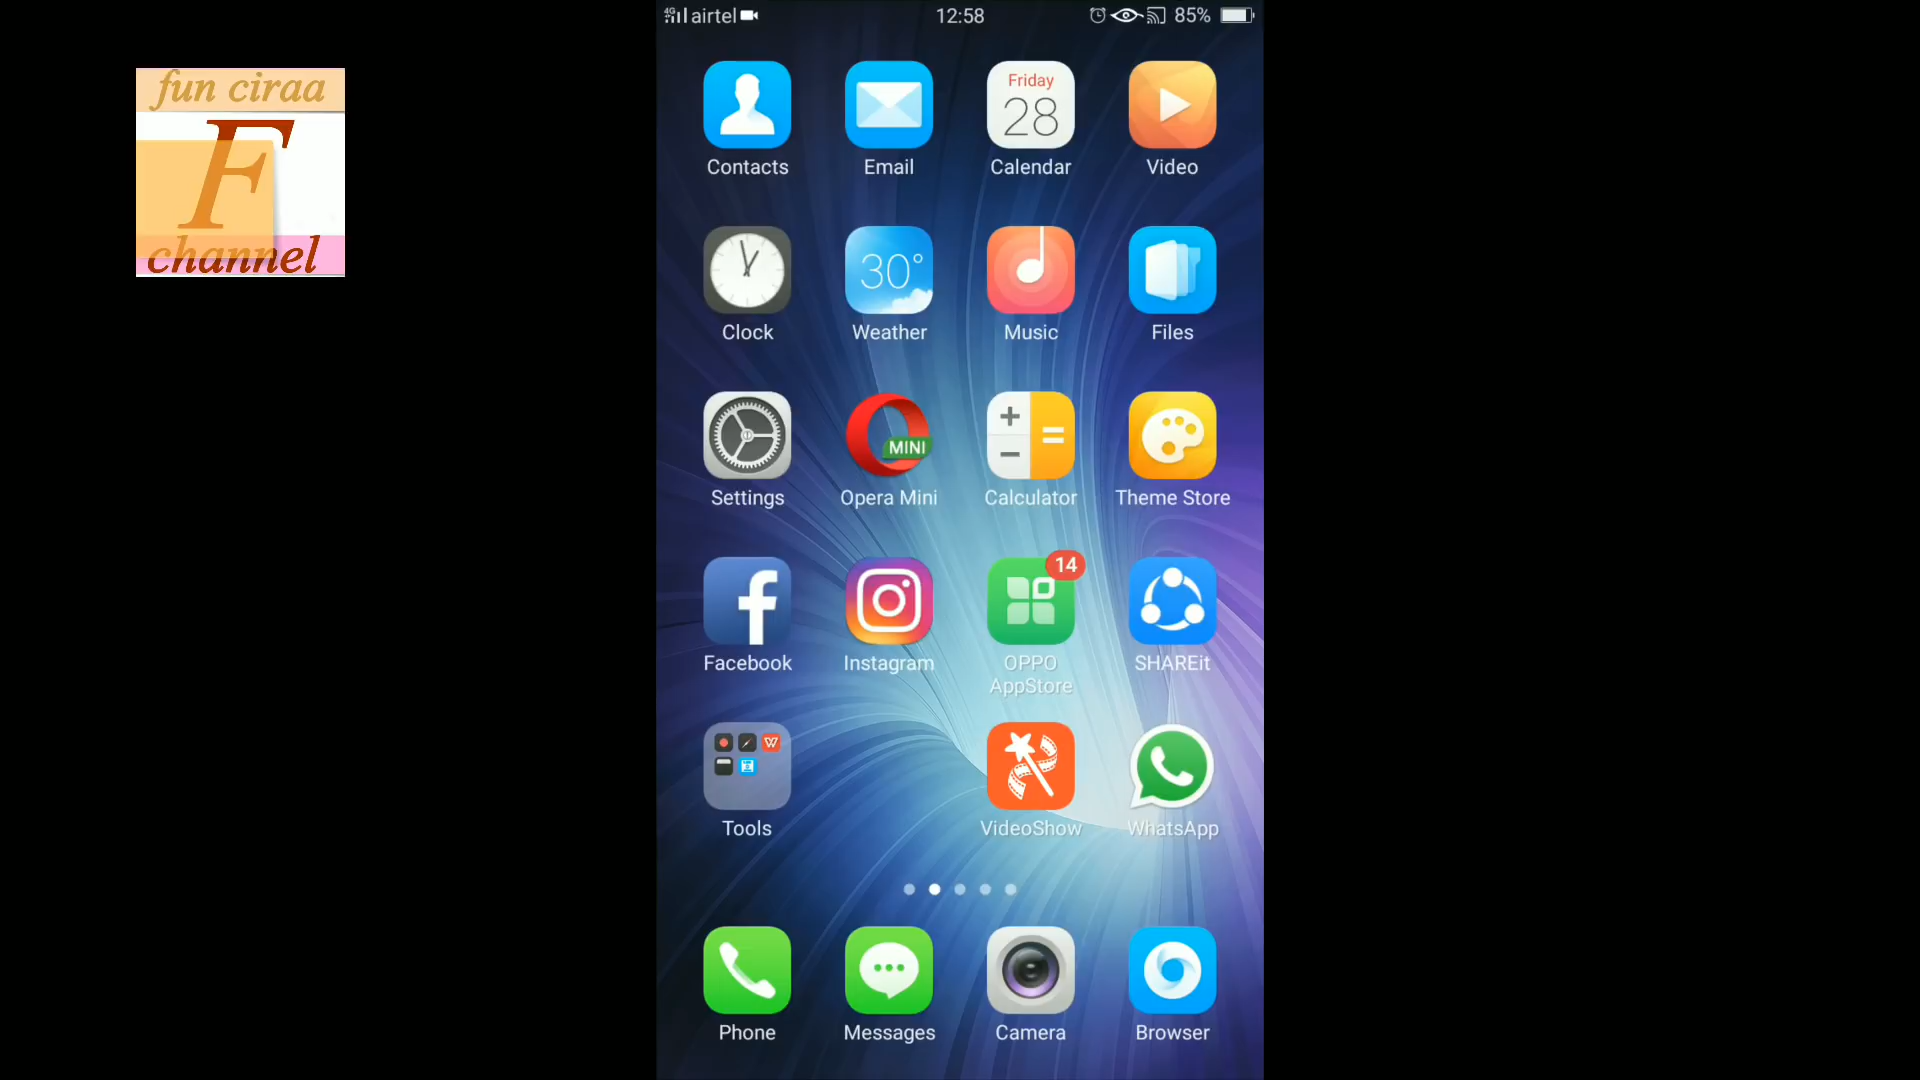 4G airtel 12:58 85%
fun ciraa
F
channel
Friday
28
Contacts Email Calendar Video
30°
Clock Weather Music Files
MINI
Settings Opera Mini Calculator Theme Store
14
Facebook Instagram OPPO AppStore SHAREit
Tools VideoShow WhatsApp
Phone Messages Camera Browser